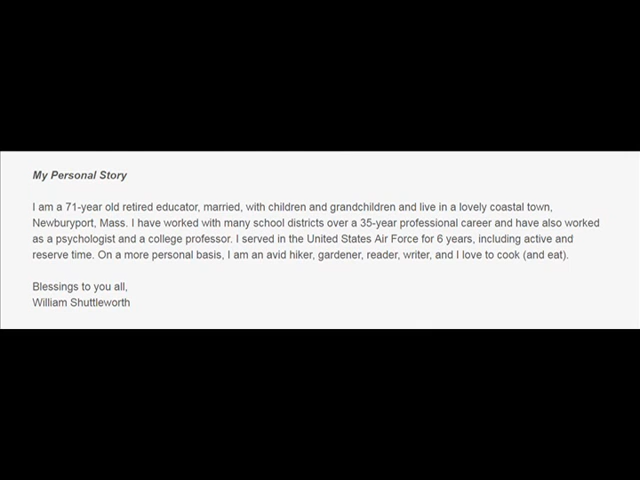 My Personal Story
I am a 71-year old retired educator, married, with children and grandchildren and live in a lovely coastal town,
Newburyport, Mass. I have worked with many school districts over a 35-year professional career and have also worked
as a psychologist and a college professor. I served in the United States Air Force for 6 years, including active and
reserve time. On a more personal basis, I am an avid hiker, gardener, reader, writer, and I love to cook (and eat).
Blessings to you all,
William Shuttleworth